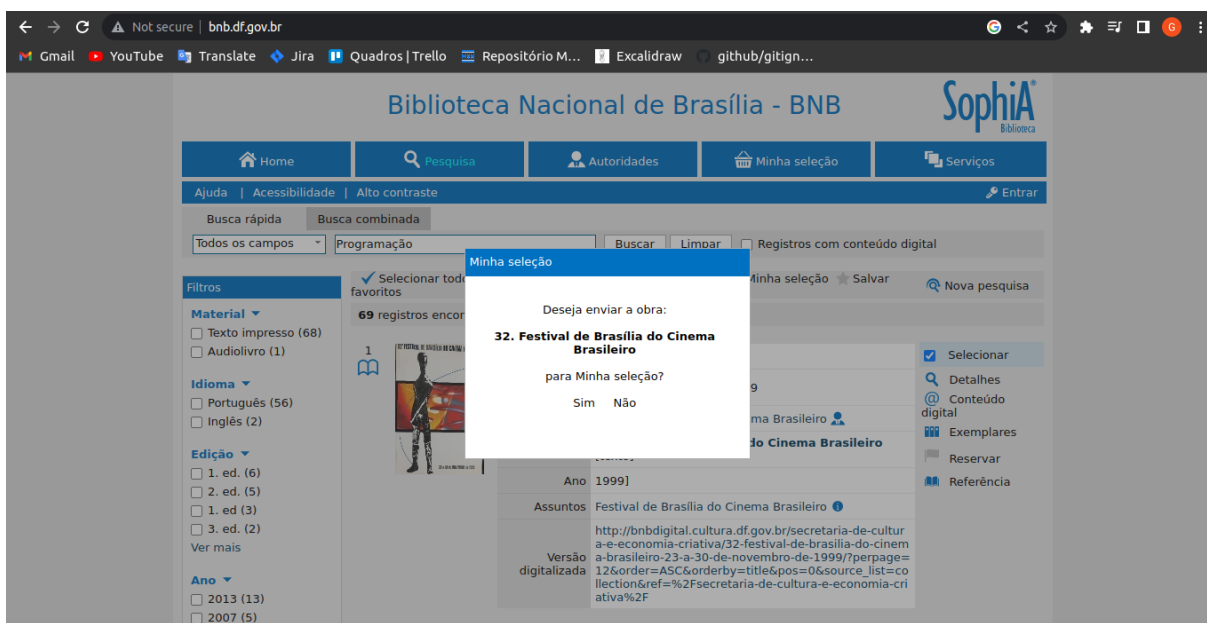 Not secure | bnb.df.gov.br
G
Gmail YouTube Translate Jira Quadros | Trello Repositório M... Excalidraw github/gitign...
Biblioteca Nacional de Brasília - BNB
SophiA
Biblioteca
Home Pesquisa Autoridades Minha seleção Serviços
Ajuda | Acessibilidade | Alto contraste Entrar
Busca rápida Busca combinada
Todos os campos Programação Buscar Limpar Registros com conteúdo digital
Filtros
Material
Texto impresso (68)
Audiolivro (1)
Idioma
Português (56)
Inglês (2)
Edição
1. ed. (6)
2. ed. (5)
1. ed (3)
3. ed. (2)
Ver mais
Ano
2013 (13)
2007 (5)
Selecionar Minha seleção Salvar
favoritos
Nova pesquisa
69 registros
Minha seleção
Deseja enviar a obra:
32. Festival de Brasília do Cinema
Brasileiro
para Minha seleção?
Sim Não
1
9
Brasileiro
do Cinema Brasileiro
Ano 1999]
Assuntos Festival de Brasília do Cinema Brasileiro
Versão
digitalizada
http://bnbdigital.cultura.df.gov.br/secretaria-de-cultur
a-e-economia-criativa/32-festival-de-brasilia-do-cinem
a-brasileiro-23-a-30-de-novembro-de-1999/?perpage=
12&order=ASC&orderby=title&pos=0&source_list=co
llection&ref=%2Fsecretaria-de-cultura-e-economia-cri
ativa%2F
Selecionar
Detalhes
Conteúdo
digital
Exemplares
Reservar
Referência